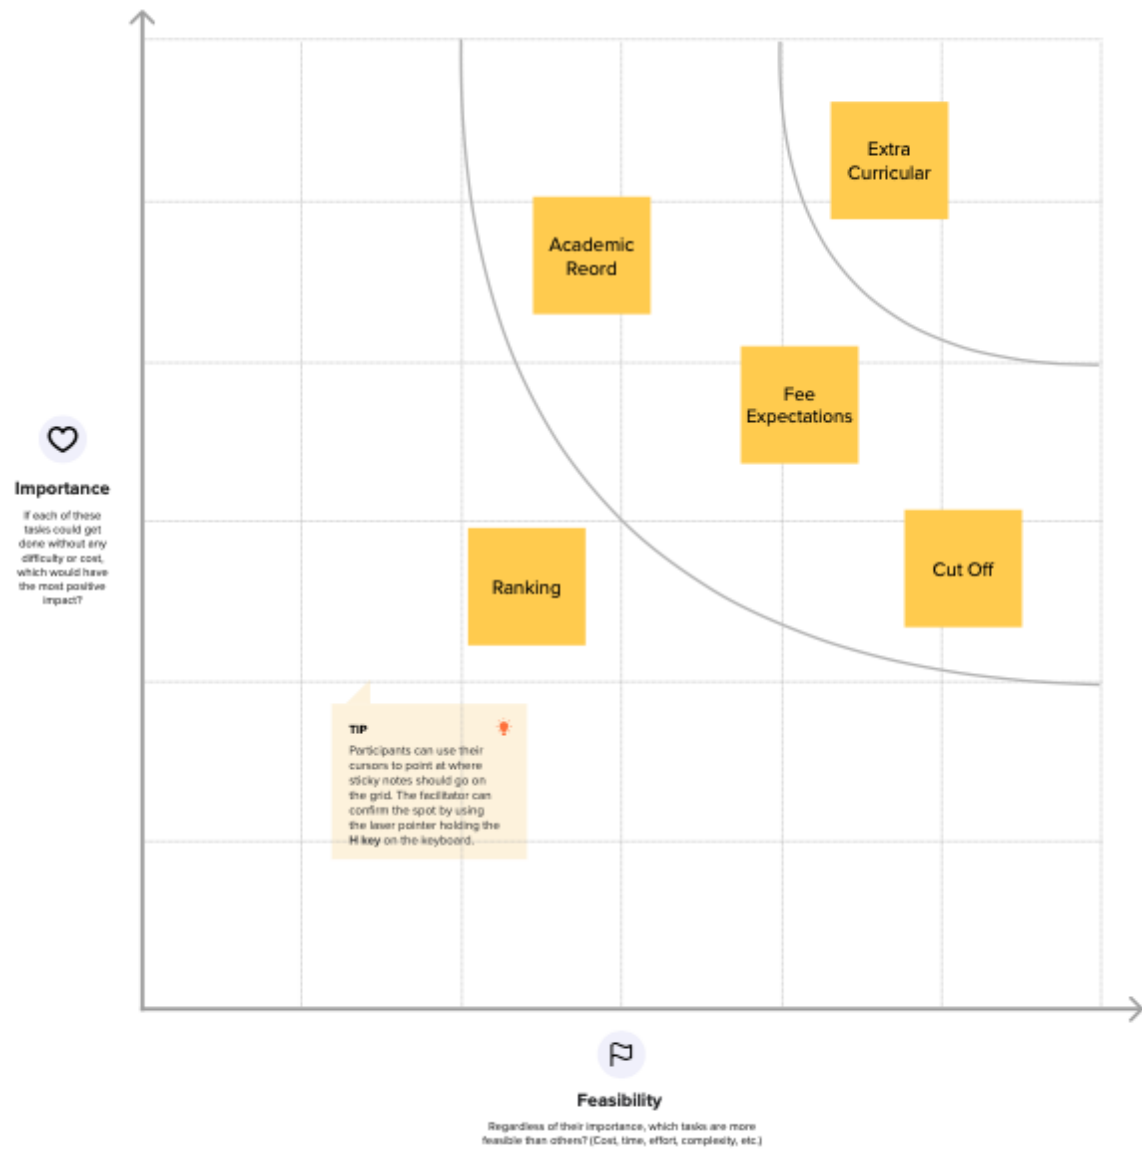 Extra
Curricular
Academic
Reord
Fee
Expectations
Cut Off
Ranking
Importance
If each of these
tasks could get
done without any
difficulty or cost,
which would have
the most positive
impact?
TIP
Participants can use their
cursors to point at where
sticky notes should go on
the grid. The facilitator can
confirm the spot by using
the laser pointer holding the
H key on the keyboard.
Feasibility
Regardless of their importance, which tasks are more
feasible than others? (Cost, time, effort, complexity, etc.)